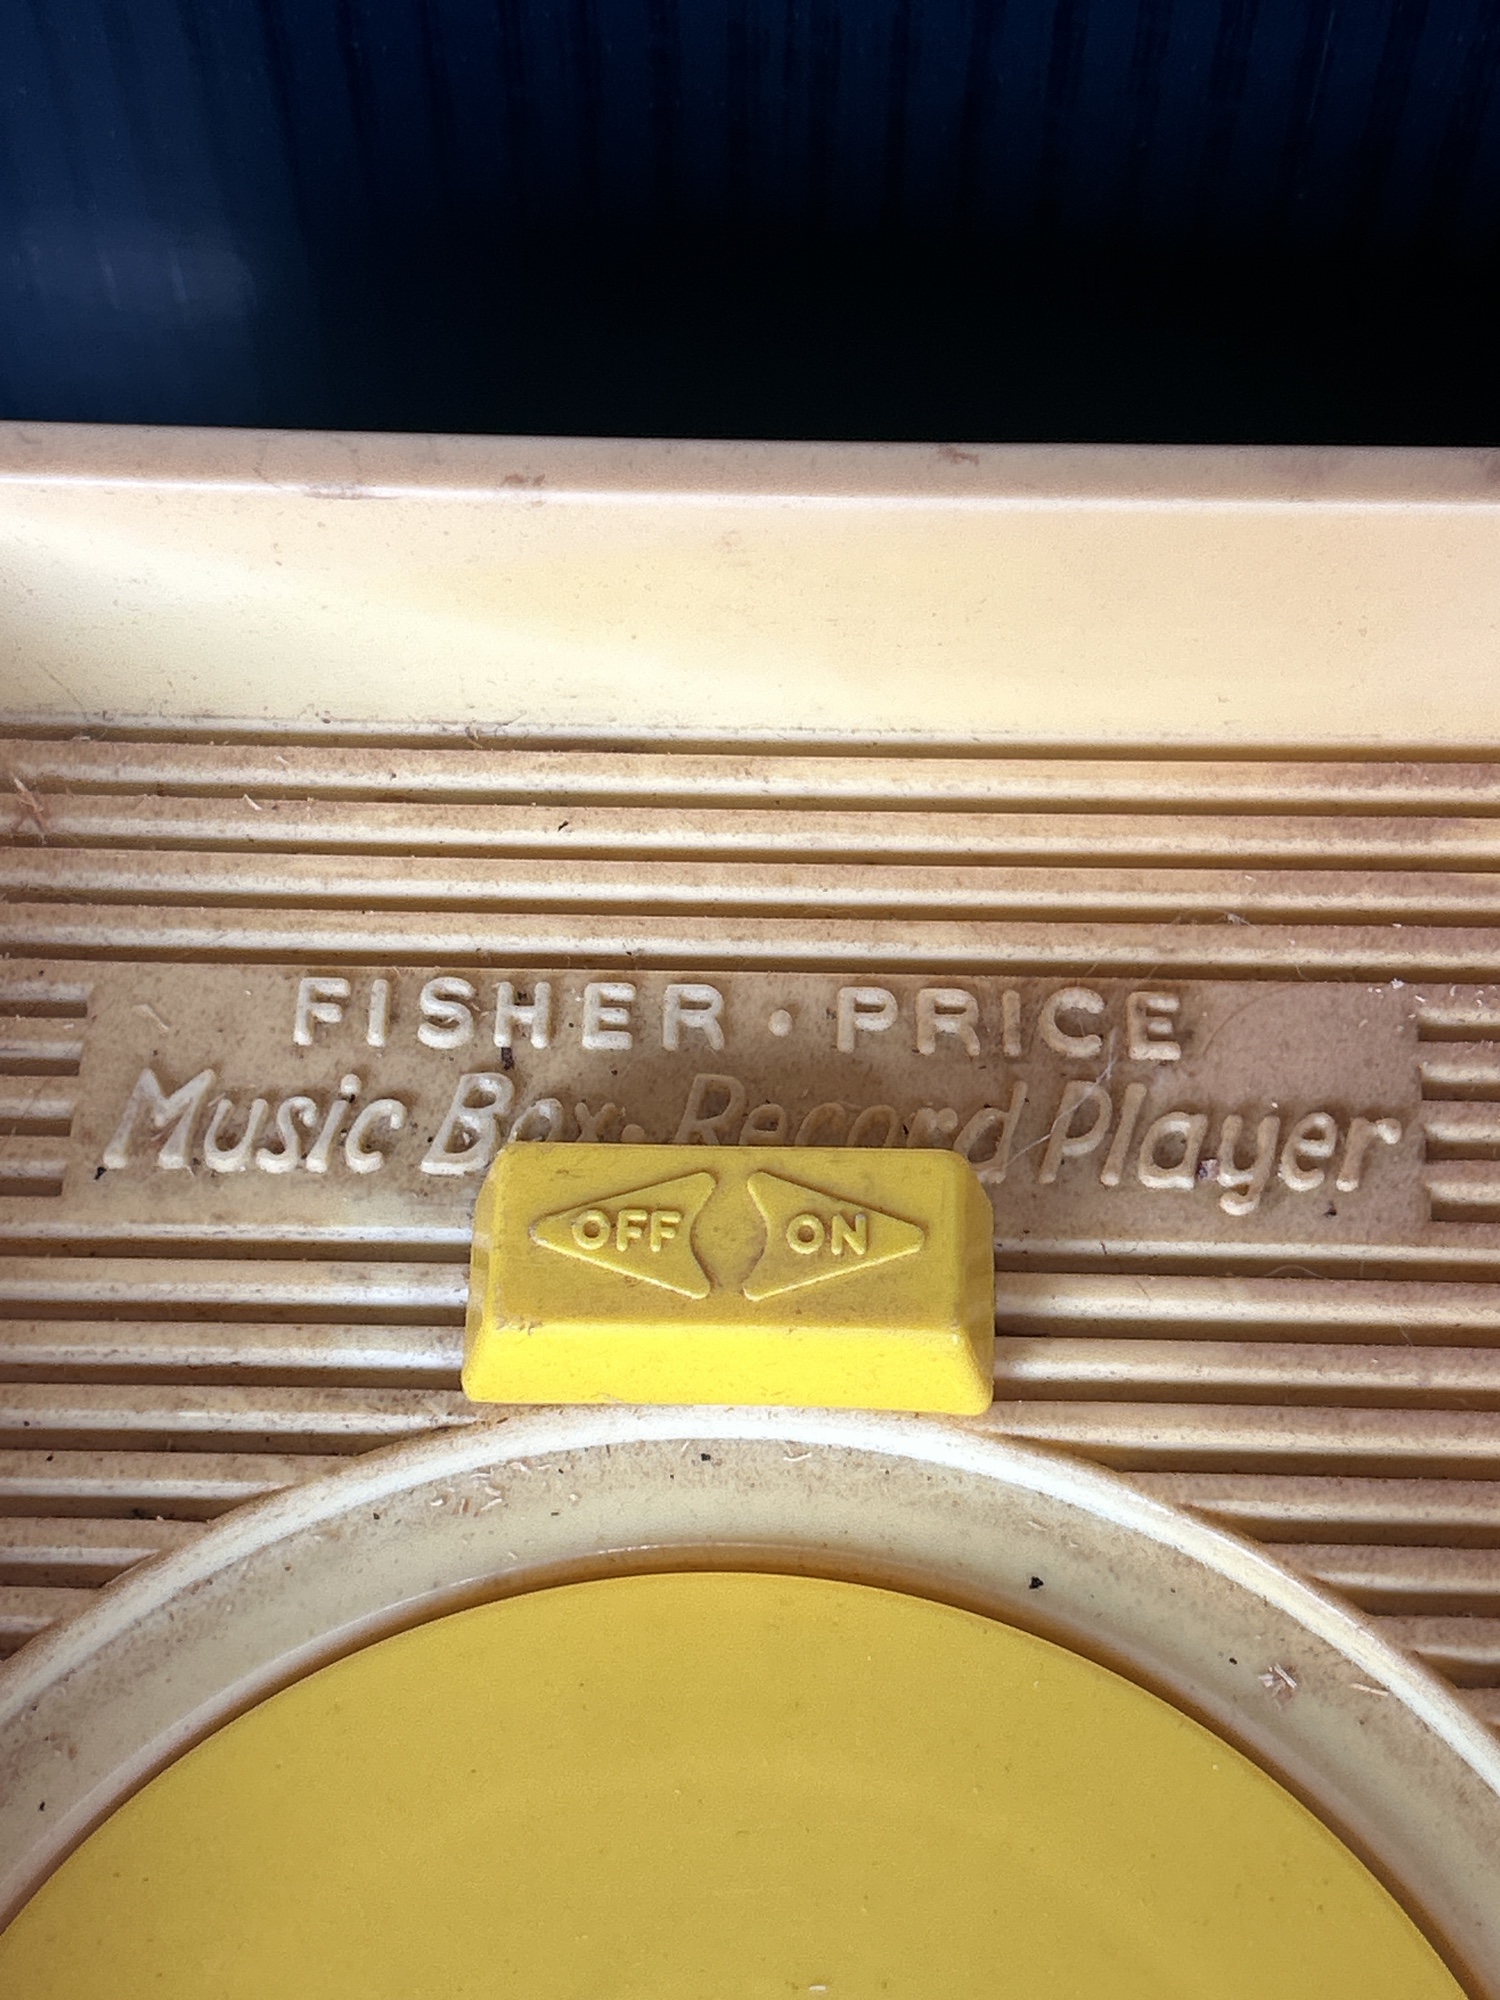 FISHER·PRICE
Music Box·Record Player
OFF ON